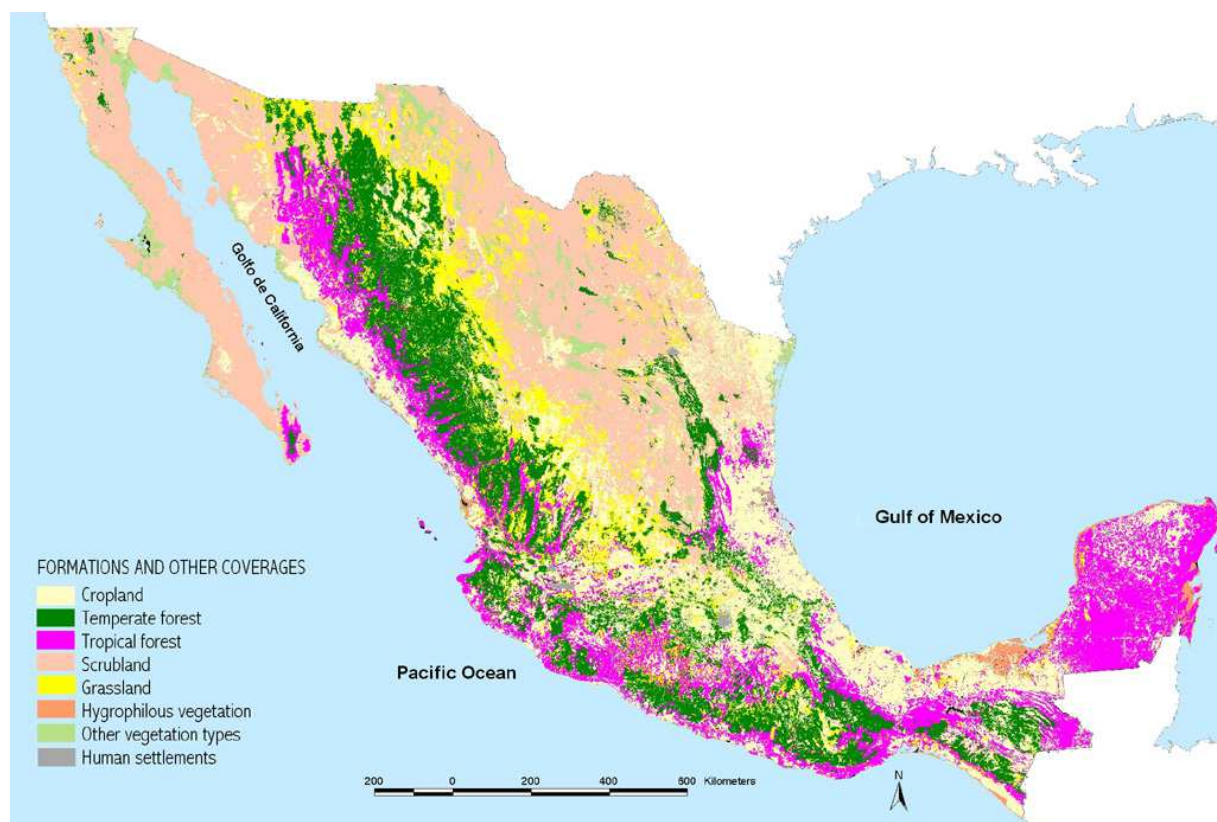 Golfo de California
Gulf of Mexico
Pacific Ocean
FORMATIONS AND OTHER COVERAGES
Cropland
Temperate forest
Tropical forest
Scrubland
Grassland
Hygrophilous vegetation
Other vegetation types
Human settlements
200 0 200 400 600 Kilometers
N